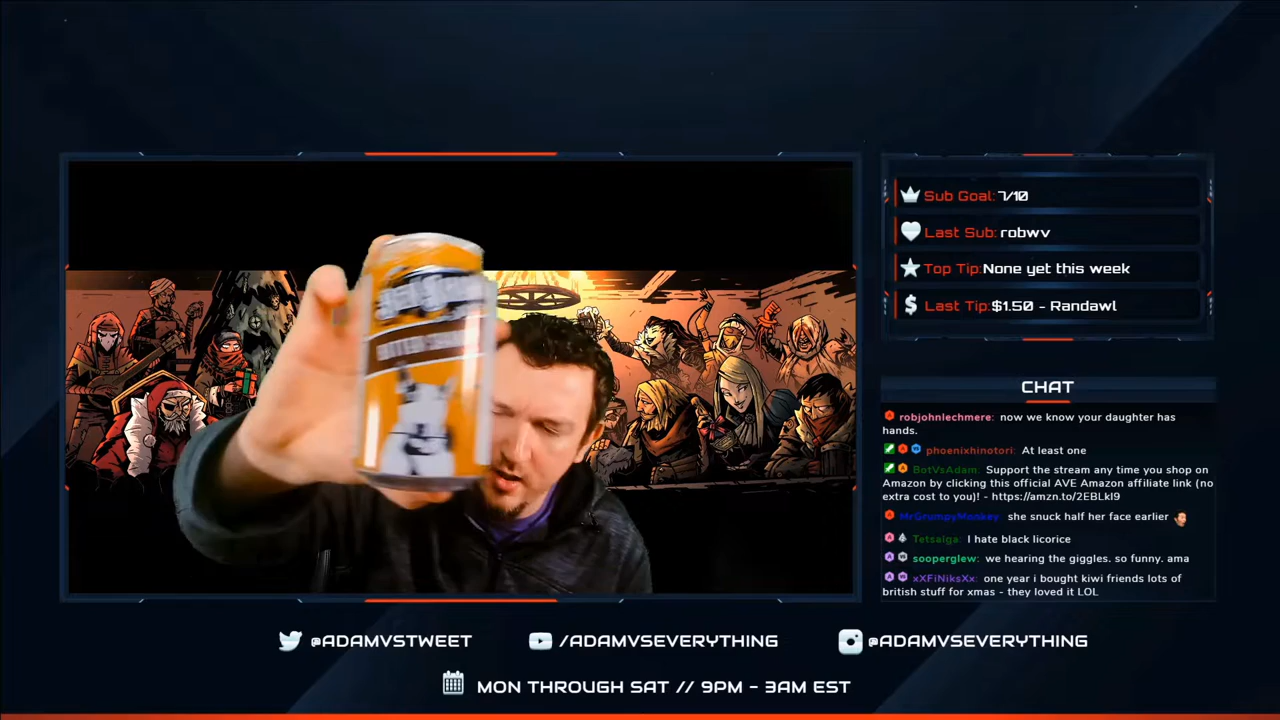 Sub Goal: 7/10
Last Sub: robwv
Top Tip: None yet this week
Last Tip: $1.50 - Randawl
CHAT
robjohnlechmere: now we know your daughter has
hands.
phoenixhinotori: At least one
BotVsAdam: Support the stream any time you shop on
Amazon by clicking this official AVE Amazon affiliate link (no
extra cost to you)! - https://amzn.to/2EBLkI9
MrGrumpyMonkey: she snuck half her face earlier
Tetsaiga: I hate black licorice
sooperglew: we hearing the giggles. so funny. ama
xXFiNiksXx: one year i bought kiwi friends lots of
british stuff for xmas - they loved it LOL
@ADAMVSTWEET
/ADAMVSEVERYTHING
@ADAMVSEVERYTHING
MON THROUGH SAT // 9PM - 3AM EST